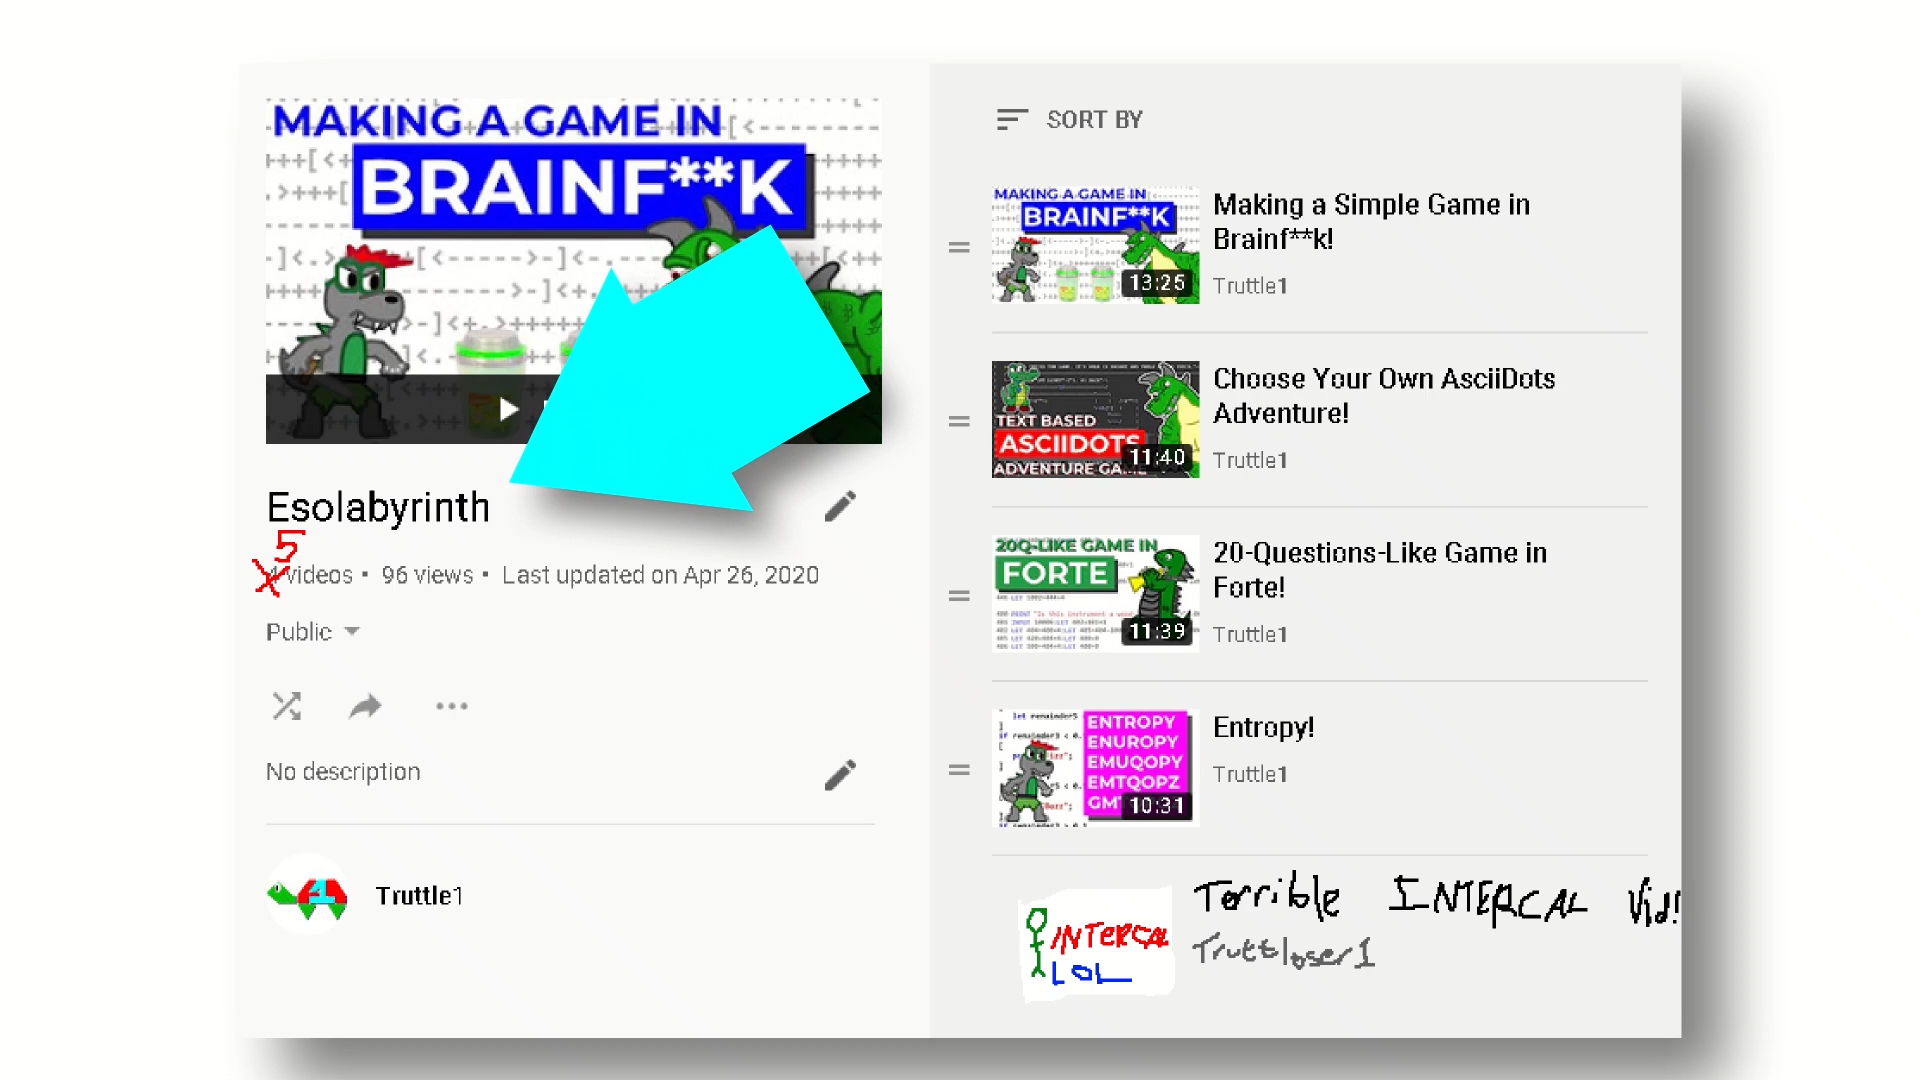 MAKING A GAME IN
BRAINF**K
Esolabyrinth
5
4 videos • 96 views • Last updated on Apr 26, 2020
Public
No description
Truttle1
SORT BY
MAKING A GAME IN
BRAINF**K
13:25
Making a Simple Game in
Brainf**k!
Truttle1
TEXT BASED
ASCIIDOTS
ADVENTURE
11:40
Choose Your Own AsciiDots
Adventure!
Truttle1
20Q-LIKE GAME IN
FORTE
11:39
20-Questions-Like Game in
Forte!
Truttle1
ENTROPY
ENUROPY
EMUQOPY
EMTQOPZ
10:31
Entropy!
Truttle1
INTERCAL
LOL
Terrible INTERCAL Vid!
Truttloser1